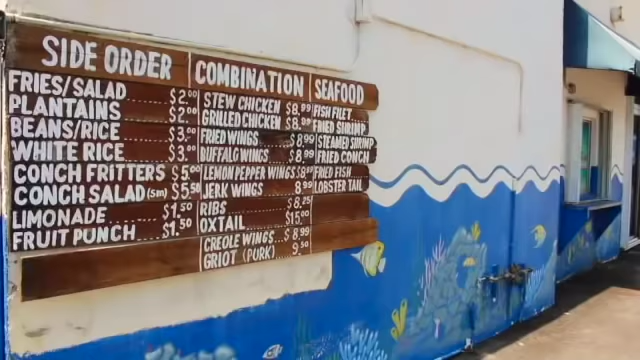 SIDE ORDER
FRIES/SALAD $2.00
PLANTAINS $2.00
BEANS/RICE $3.00
WHITE RICE $3.00
CONCH FRITTERS $5.00
CONCH SALAD (sm) $5.50
LIMONADE $1.50
FRUIT PUNCH $1.50
COMBINATION
STEW CHICKEN $8.99
GRILLED CHICKEN $8.99
FRIED WINGS $8.99
BUFFALO WINGS $8.99
LEMON PEPER WINGS $8.99
JERK WINGS 8.99
RIBS $8.25
OXTAIL $15.00
CREOLE WINGS $8.99
GRIOT (PORK) 9.50
SEAFOOD
FISH FILET
FRIED SHRIMP
STEAMED SHRIMP
FRIED CONCH
FRIED FISH
LOBSTER TAIL